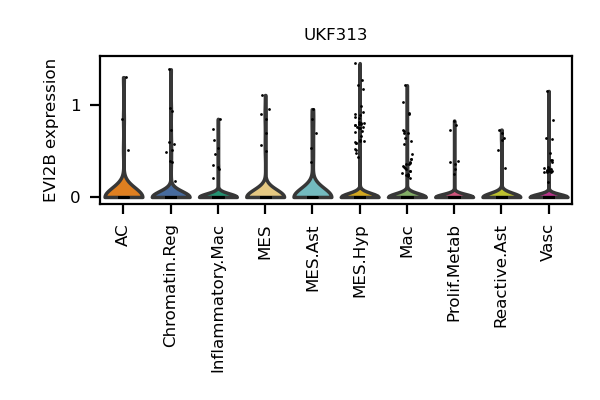 UKF313
EVI2B expression
1
0
AC
Chromatin.Reg
Inflammatory.Mac
MES
MES.Ast
MES.Hyp
Mac
Prolif.Metab
Reactive.Ast
Vasc